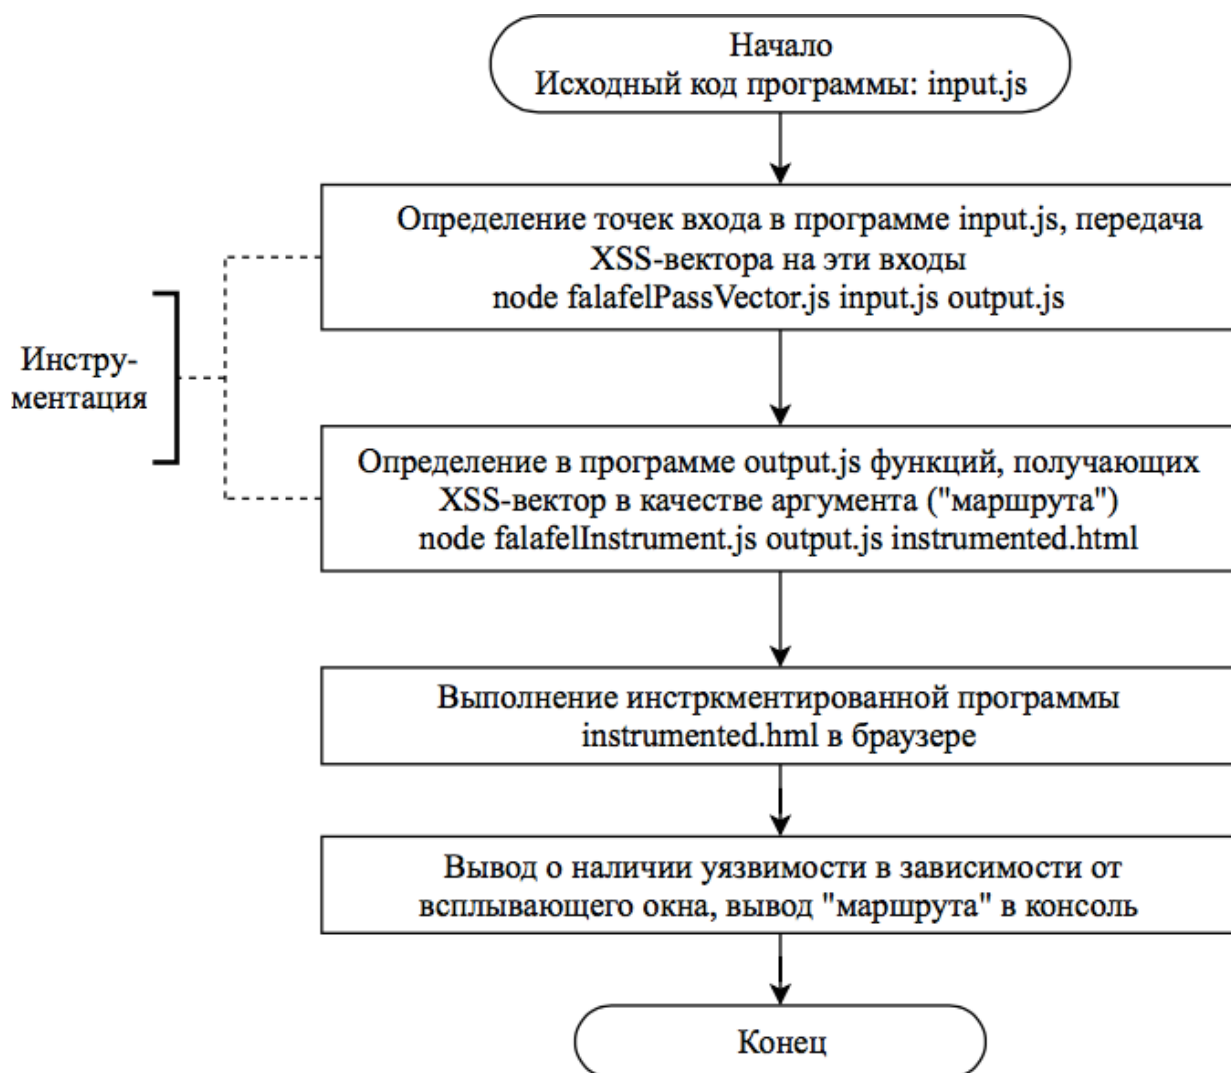 Начало
Исходный код программы: input.js
Определение точек входа в программе input.js, передача
XSS-вектора на эти входы
node falafelPassVector.js input.js output.js
Инстру-
ментация
Определение в программе output.js функций, получающих
XSS-вектор в качестве аргумента ("маршрута")
node falafelInstrument.js output.js instrumented.html
Выполнение инстркментированной программы
instrumented.hml в браузере
Вывод о наличии уязвимости в зависимости от
всплывающего окна, вывод "маршрута" в консоль
Конец